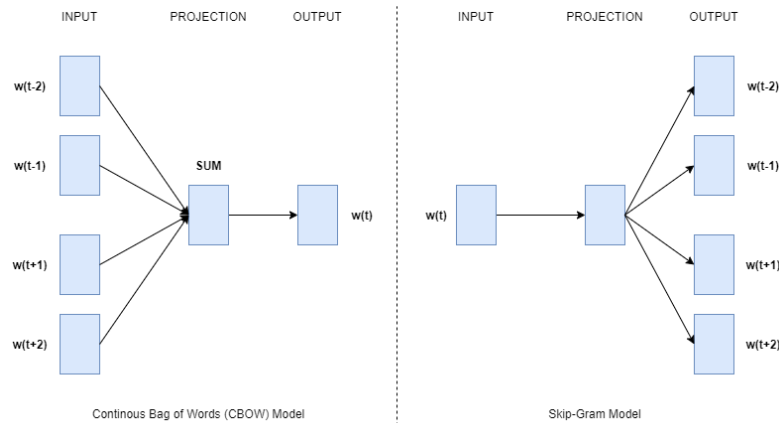 INPUT PROJECTION OUTPUT
w(t-2)
w(t-1)
SUM
w(t)
w(t+1)
w(t+2)
Continous Bag of Words (CBOW) Model
INPUT PROJECTION OUTPUT
w(t-2)
w(t-1)
w(t)
w(t+1)
w(t+2)
Skip-Gram Model